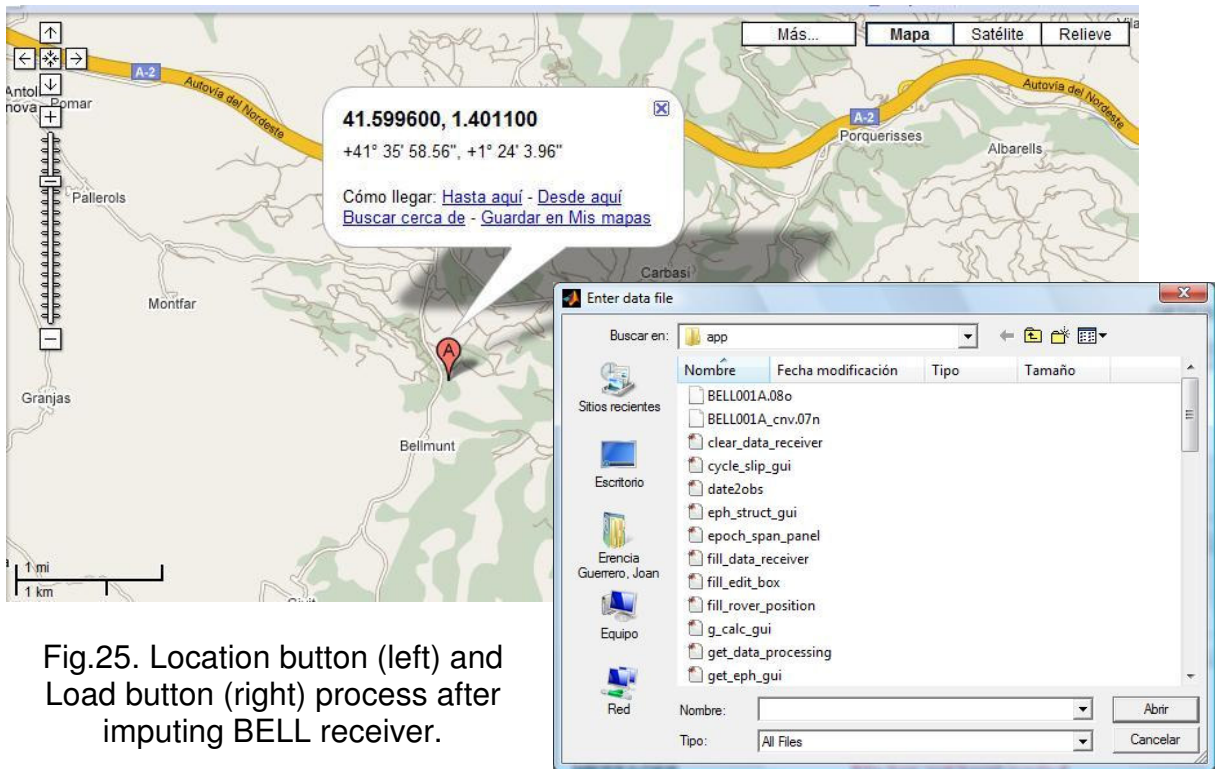 Más...
Mapa
Satélite
Relieve
A-2
Autovía del Nordeste
Pomar
Pallerols
Montfar
Granjas
41.599600, 1.401100
+41° 35' 58.56", +1° 24' 3.96"
Cómo llegar: Hasta aquí - Desde aquí
Buscar cerca de - Guardar en Mis mapas
A-2
Autovía del Nordeste
Porquerisses
Albarells
Carbasí
A
Bellmunt
1 mi
1 km
Enter data file
Buscar en:
app
Nombre Fecha modificación Tipo Tamaño
Sitios recientes
Escritorio
Erencia
Guerrero, Joan
Equipo
Red
BELL001A.08o
BELL001A_cnv.07n
clear_data_receiver
cycle_slip_gui
date2obs
eph_struct_gui
epoch_span_panel
fill_data_receiver
fill_edit_box
fill_rover_position
g_calc_gui
get_data_processing
get_eph_gui
Nombre:
Abrir
Tipo:
All Files
Cancelar
Fig.25. Location button (left) and
Load button (right) process after
imputing BELL receiver.